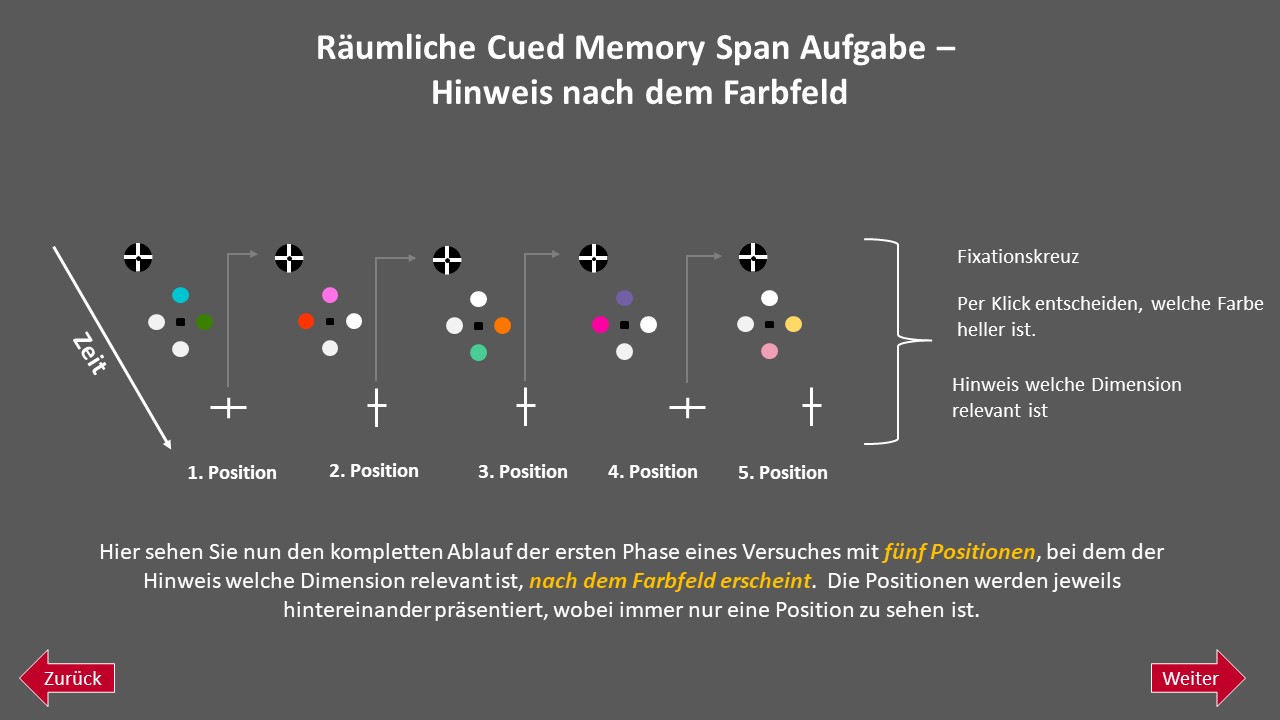 Räumliche Cued Memory Span Aufgabe –
Hinweis nach dem Farbfeld
Zeit
Fixationskreuz
Per Klick entscheiden, welche Farbe
heller ist.
Hinweis welche Dimension
relevant ist
1. Position
2. Position
3. Position
4. Position
5. Position
Hier sehen Sie nun den kompletten Ablauf der ersten Phase eines Versuches mit fünf Positionen, bei dem der
Hinweis welche Dimension relevant ist, nach dem Farbfeld erscheint. Die Positionen werden jeweils
hintereinander präsentiert, wobei immer nur eine Position zu sehen ist.
Zurück
Weiter